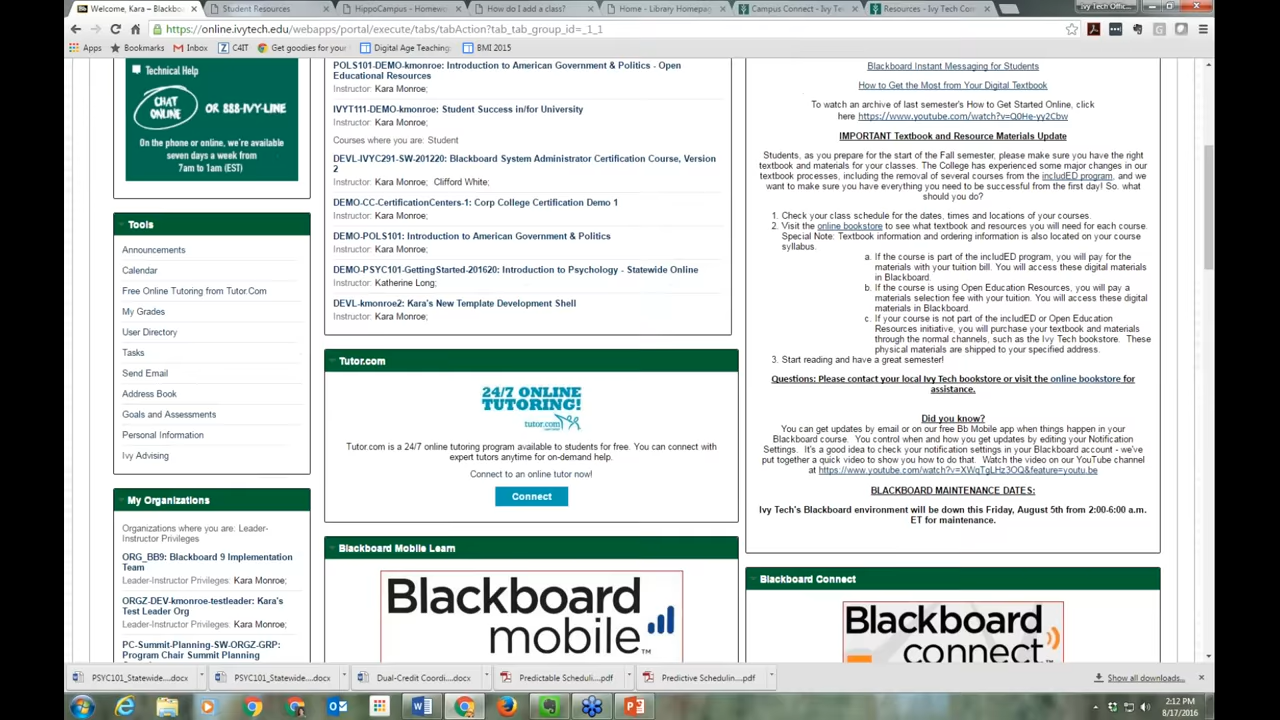 Welcome, Kara – Blackbo
Student Resources
HippoCampus - Homewor
How do I add a class?
Home - Library Homepag
Campus Connect - Ivy Te
Resources - Ivy Tech Com
Ivy Tech Off...
https://online.ivytech.edu/webapps/portal/execute/tabs/tabAction?tab_tab_group_id=_1_1
Apps
Bookmarks
Inbox
C4IT
Get goodies for your
Digital Age Teaching:
BMI 2015
Technical Help
CHAT ONLINE OR 888-IVY-LINE
On the phone or online, we're available
seven days a week from
7am to 1am (EST)
Tools
Announcements
Calendar
Free Online Tutoring from Tutor.Com
My Grades
User Directory
Tasks
Send Email
Address Book
Goals and Assessments
Personal Information
Ivy Advising
My Organizations
Organizations where you are: Leader-
Instructor Privileges
ORG_BB9: Blackboard 9 Implementation
Team
Leader-Instructor Privileges: Kara Monroe;
ORGZ-DEV-kmonroe-testleader: Kara's
Test Leader Org
Leader-Instructor Privileges: Kara Monroe;
PC-Summit-Planning-SW-ORGZ-GRP:
Program Chair Summit Planning
POLS101-DEMO-kmonroe: Introduction to American Government & Politics - Open
Educational Resources
Instructor: Kara Monroe;
IVYT111-DEMO-kmonroe: Student Success in/for University
Instructor: Kara Monroe;
Courses where you are: Student
DEVL-IVYC291-SW-201220: Blackboard System Administrator Certification Course, Version
2
Instructor: Kara Monroe; Clifford White;
DEMO-CC-CertificationCenters-1: Corp College Certification Demo 1
Instructor: Kara Monroe;
DEMO-POLS101: Introduction to American Government & Politics
Instructor: Kara Monroe;
DEMO-PSYC101-GettingStarted-201620: Introduction to Psychology - Statewide Online
Instructor: Katherine Long;
DEVL-kmonroe2: Kara's New Template Development Shell
Instructor: Kara Monroe;
Tutor.com
24/7 ONLINE
TUTORING!
tutor.com
Tutor.com is a 24/7 online tutoring program available to students for free. You can connect with
expert tutors anytime for on-demand help.
Connect to an online tutor now!
Connect
Blackboard Mobile Learn
Blackboard
mobile™
Blackboard Instant Messaging for Students
How to Get the Most from Your Digital Textbook
To watch an archive of last semester's How to Get Started Online, click
here https://www.youtube.com/watch?v=Q0He-yy2Cbw
IMPORTANT Textbook and Resource Materials Update
Students, as you prepare for the start of the Fall semester, please make sure you have the right
textbook and materials for your classes. The College has experienced some major changes in our
textbook processes, including the removal of several courses from the includED program, and we
want to make sure you have everything you need to be successful from the first day! So. what
should you do?
1. Check your class schedule for the dates, times and locations of your courses.
2. Visit the online bookstore to see what textbook and resources you will need for each course.
Special Note: Textbook information and ordering information is also located on your course
syllabus.
a. If the course is part of the includED program, you will pay for the
materials with your tuition bill. You will access these digital materials in
Blackboard.
b. If the course is using Open Education Resources, you will pay a
materials selection fee with your tuition. You will access these digital
materials in Blackboard.
c. If your course is not part of the includED or Open Education
Resources initiative, you will purchase your textbook and materials
through the normal channels, such as the Ivy Tech bookstore. These
physical materials are shipped to your specified address.
3. Start reading and have a great semester!
Questions: Please contact your local Ivy Tech bookstore or visit the online bookstore for
assistance.
Did you know?
You can get updates by email or on our free Bb Mobile app when things happen in your
Blackboard course. You control when and how you get updates by editing your Notification
Settings. It's a good idea to check your notification settings in your Blackboard account - we've
put together a quick video to show you how to do that. Watch the video on our YouTube channel
at https://www.youtube.com/watch?v=XWqTgLHz3OQ&feature=youtu.be
BLACKBOARD MAINTENANCE DATES:
Ivy Tech's Blackboard environment will be down this Friday, August 5th from 2:00-6:00 a.m.
ET for maintenance.
Blackboard Connect
Blackboard
connect™
PSYC101_Statewide....docx
PSYC101_Statewide....docx
Dual-Credit Coordi....docx
Predictable Scheduli....pdf
Predictive Schedulin....pdf
Show all downloads...
2:12 PM
8/17/2016